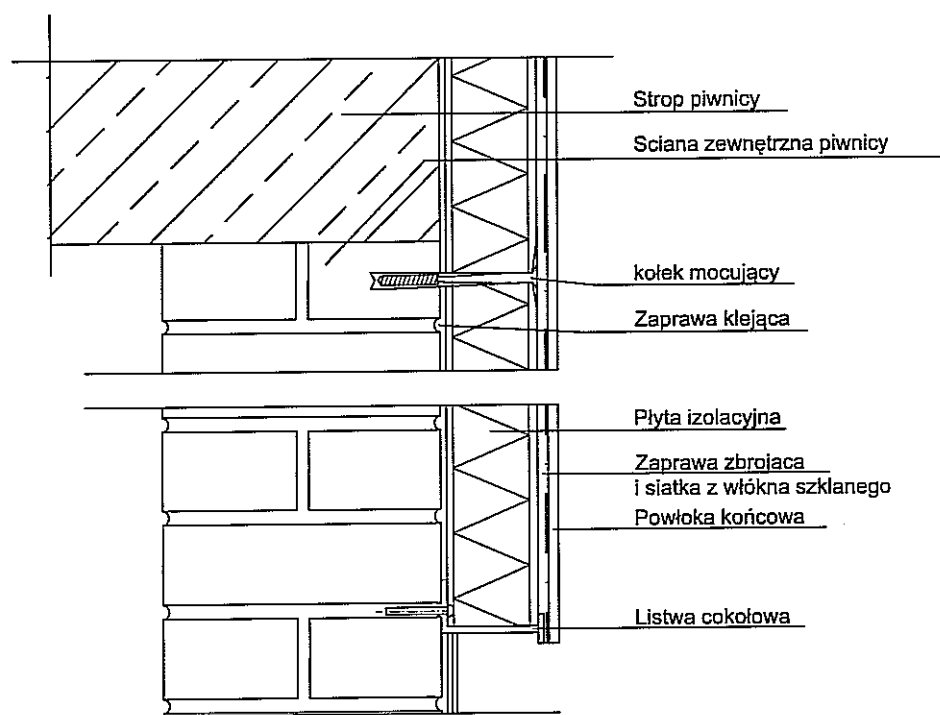 Strop piwnicy
Sciana zewnętrzna piwnicy
kołek mocujący
Zaprawa klejąca
Płyta izolacyjna
Zaprawa zbrojaca
i siatka z włókna szklanego
Powłoka końcowa
Listwa cokołowa